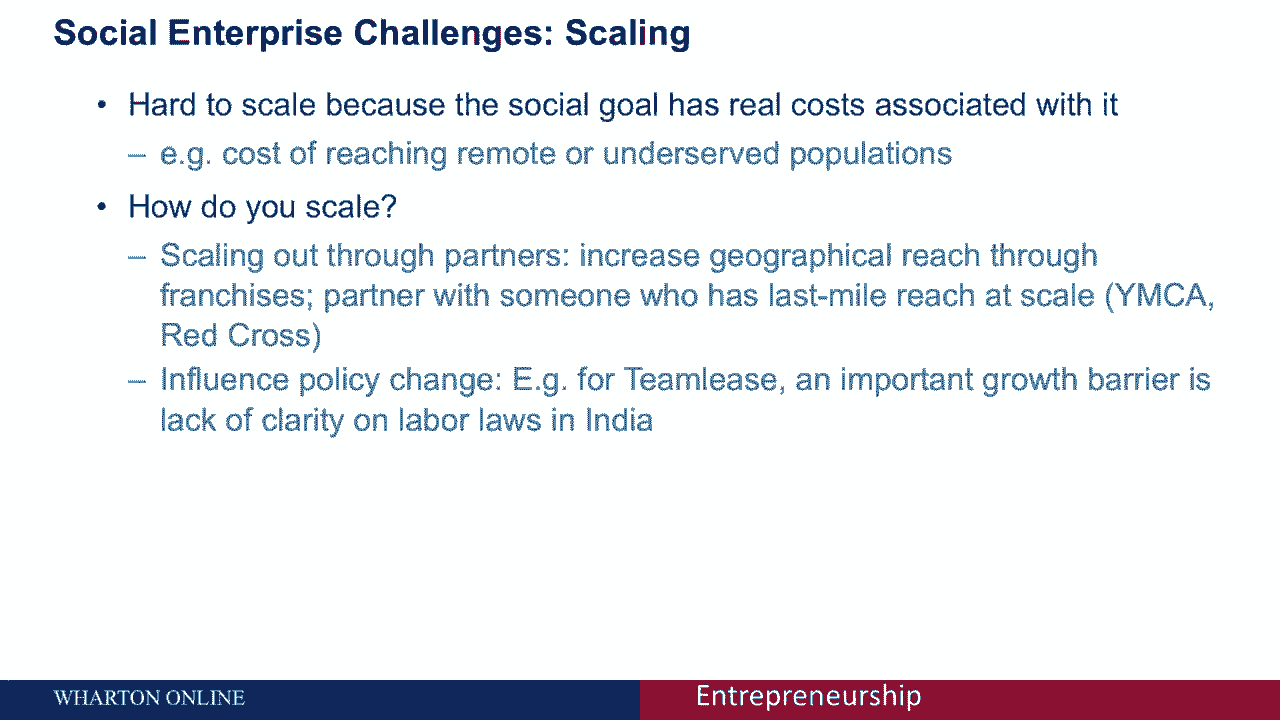 Social Enterprise Challenges: Scaling
• Hard to scale because the social goal has real costs associated with it
– e.g. cost of reaching remote or underserved populations
• How do you scale?
– Scaling out through partners: increase geographical reach through
franchises; partner with someone who has last-mile reach at scale (YMCA,
Red Cross)
– Influence policy change: E.g. for Teamlease, an important growth barrier is
lack of clarity on labor laws in India
WHARTON ONLINE
Entrepreneurship